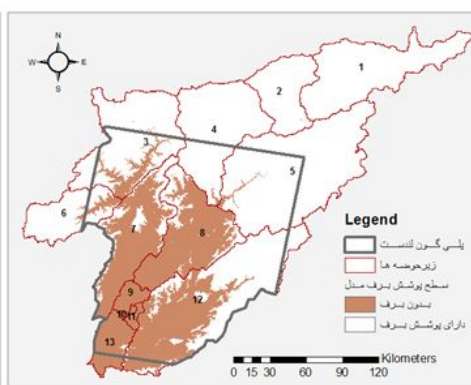 N
W E
S
1
2
3
4
5
6
7
8
9
10 11
12
13
Legend
پلی گون لندست
زیرحوضه ها
سطح پوشش برف مدل
بدون برف
دارای پوشش برف
Kilometers
0 15 30 60 90 120